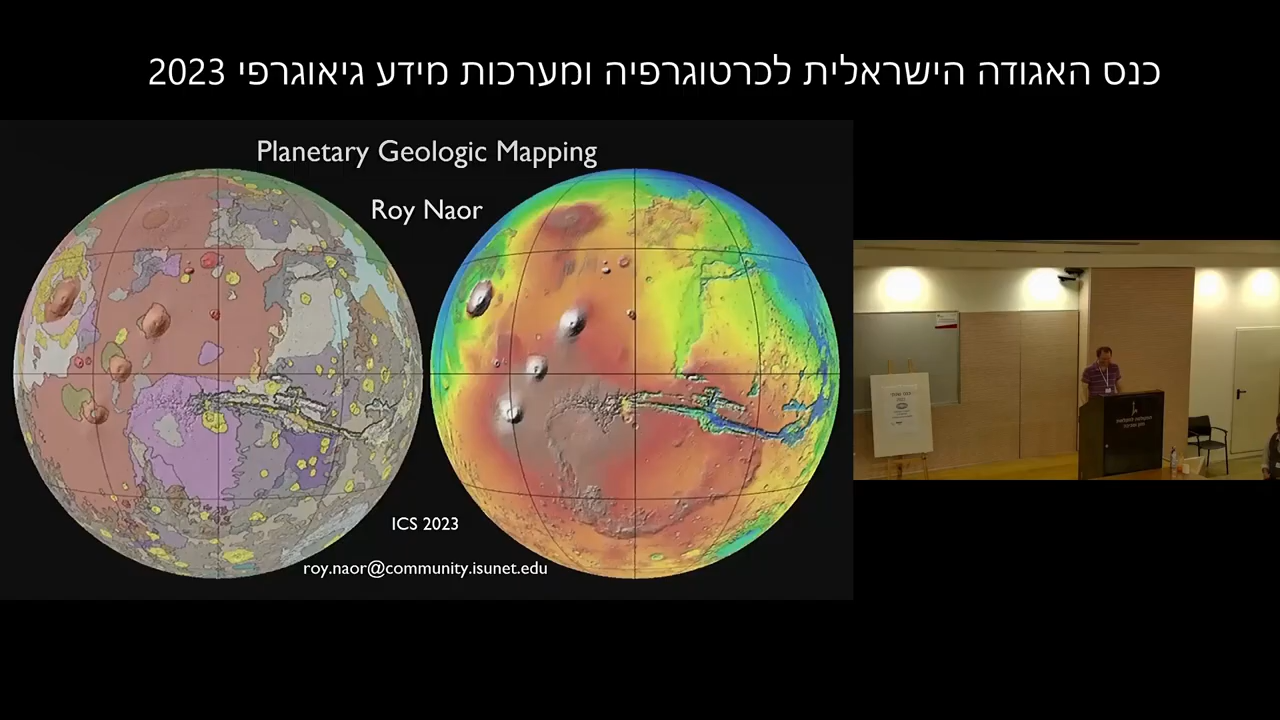 כנס האגודה הישראלית לכרטוגרפיה ומערכות מידע גיאוגרפי 2023
Planetary Geologic Mapping
Roy Naor
ICS 2023
roy.naor@community.isunet.edu